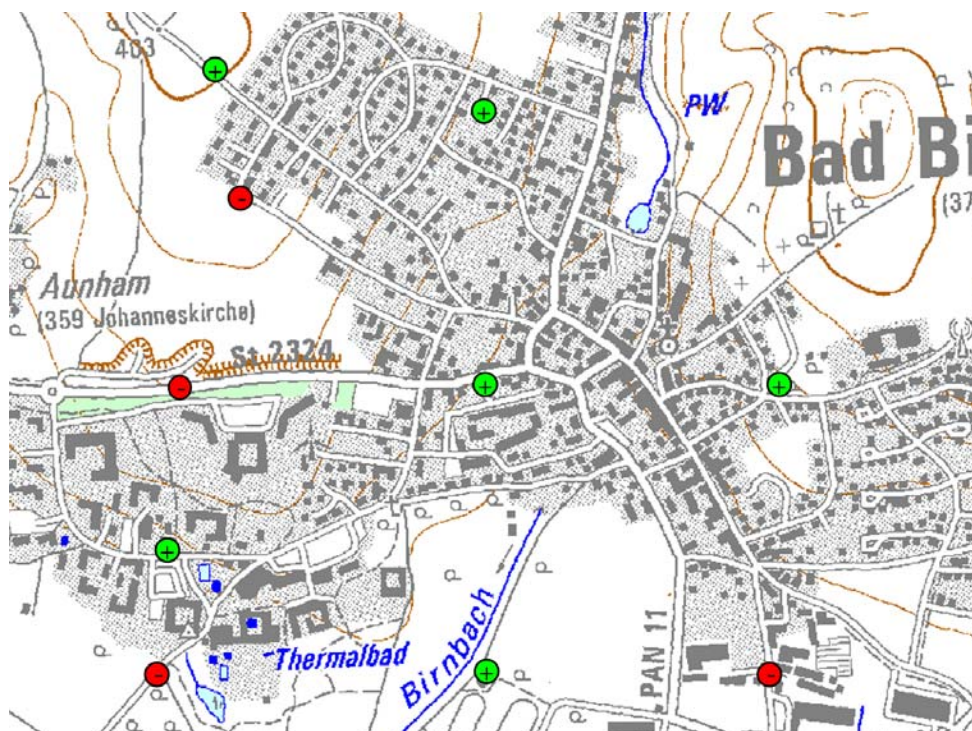 403
PW
Bad Bi
(37
Aunham
(359 Johanneskirche)
St 2324
Thermalbad
Birnbach
PAN 11